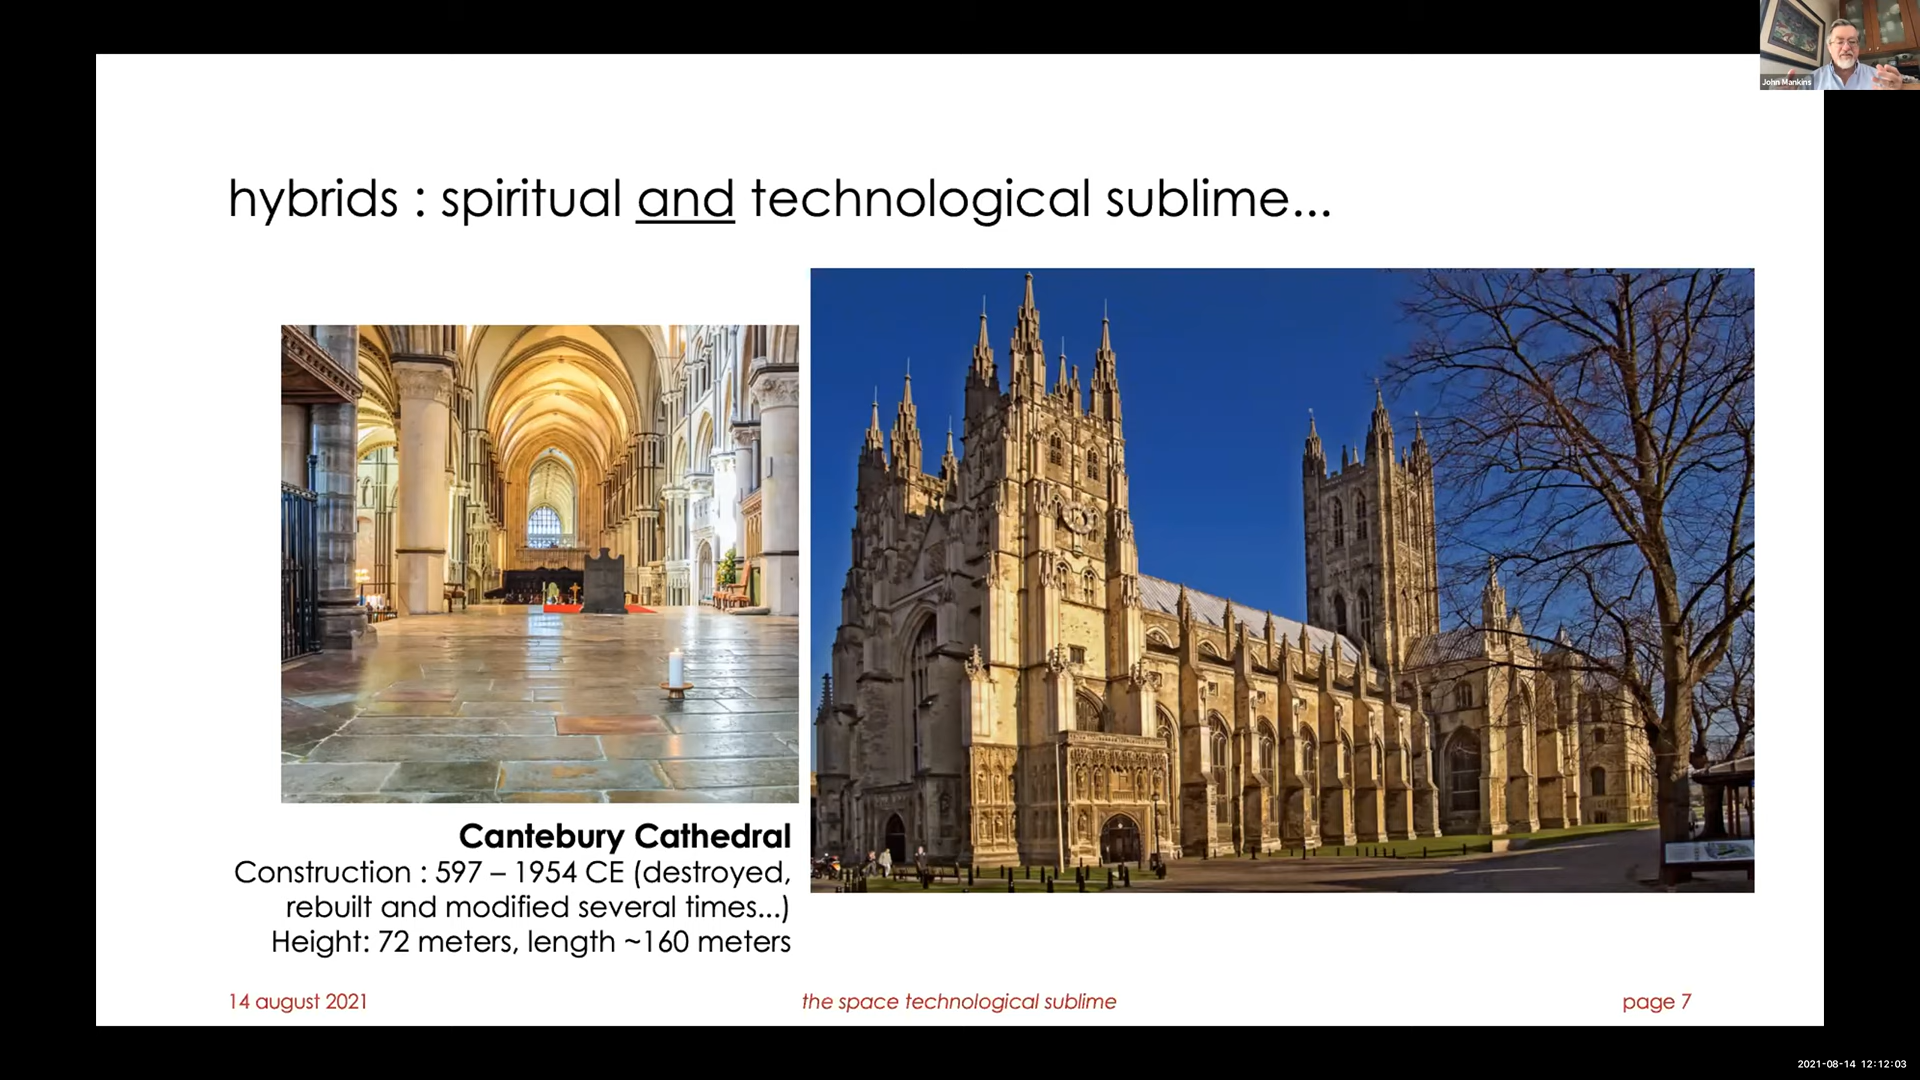 John Mankins
hybrids : spiritual and technological sublime...
Cantebury Cathedral
Construction : 597 – 1954 CE (destroyed,
rebuilt and modified several times...)
Height: 72 meters, length ~160 meters
14 august 2021
the space technological sublime
page 7
2021-08-14 12:12:03